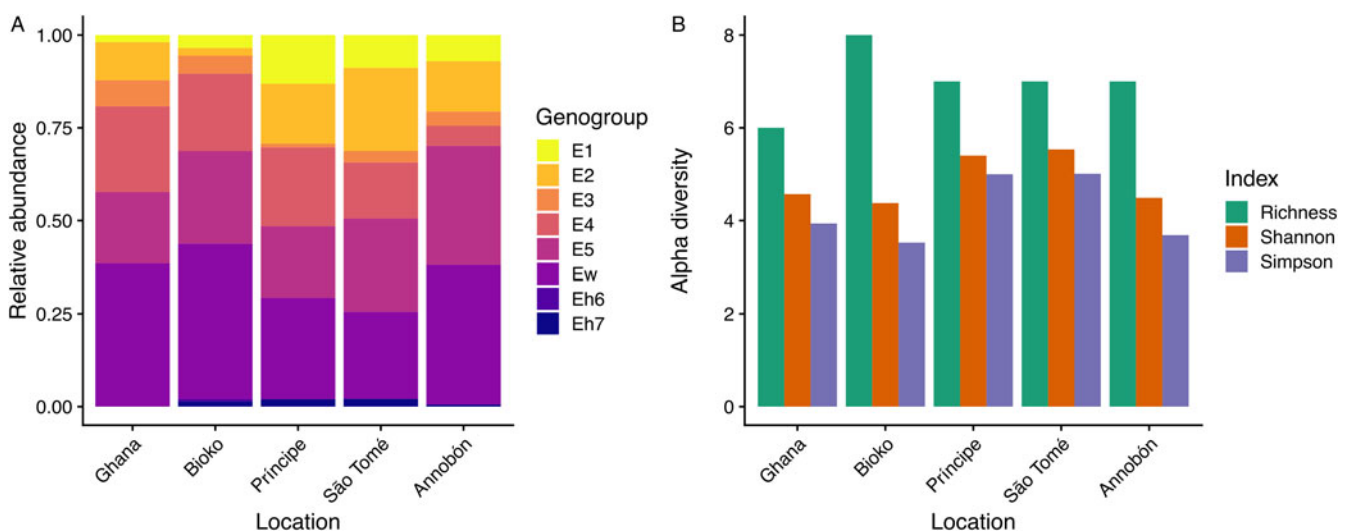 A
Relative abundance
1.00
0.75
0.50
0.25
0.00
Ghana
Bioko
Príncipe
São Tomé
Annobón
Location
Genogroup
E1
E2
E3
E4
E5
Ew
Eh6
Eh7
B
Alpha diversity
8
6
4
2
0
Ghana
Bioko
Príncipe
São Tomé
Annobón
Location
Index
Richness
Shannon
Simpson